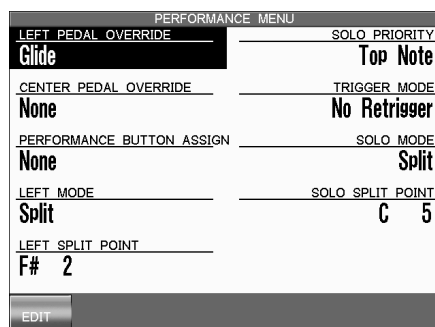 PERFORMANCE MENU
LEFT PEDAL OVERRIDE
Glide
CENTER PEDAL OVERRIDE
None
PERFORMANCE BUTTON ASSIGN
None
LEFT MODE
Split
LEFT SPLIT POINT
F# 2
SOLO PRIORITY
Top Note
TRIGGER MODE
No Retrigger
SOLO MODE
Split
SOLO SPLIT POINT
C 5
EDIT